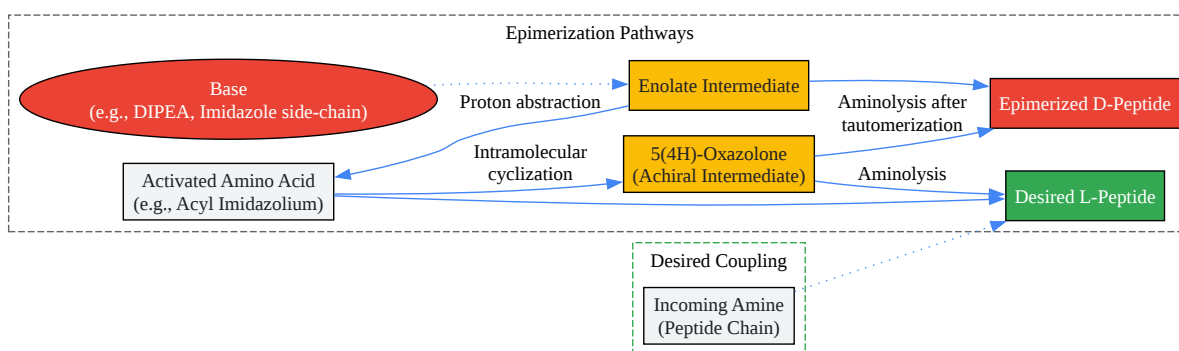 Epimerization Pathways
Base
(e.g., DIPEA, Imidazole side-chain)
Enolate Intermediate
Proton abstraction
Aminolysis after
tautomerization
Epimerized D-Peptide
Activated Amino Acid
(e.g., Acyl Imidazolium)
Intramolecular
cyclization
5(4H)-Oxazolone
(Achiral Intermediate)
Aminolysis
Desired L-Peptide
Desired Coupling
Incoming Amine
(Peptide Chain)